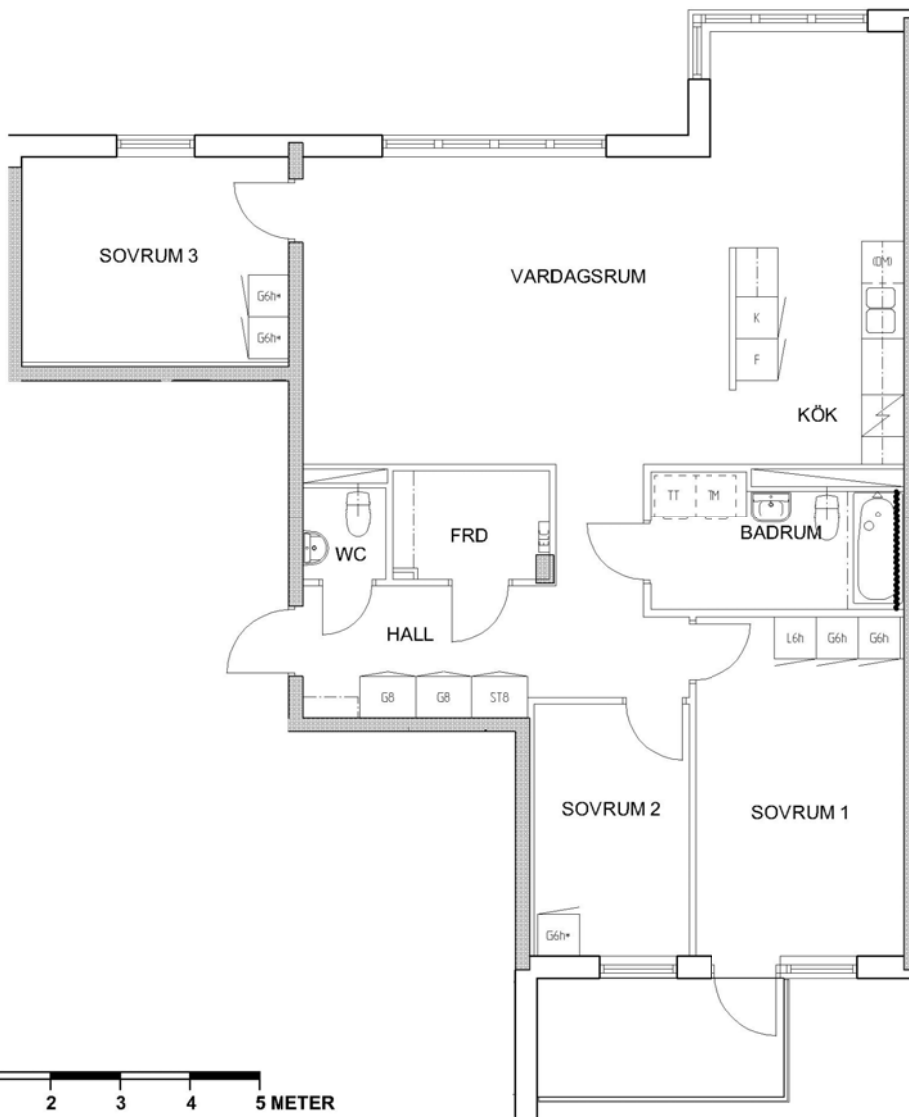 (DM)
SOVRUM 3
VARDAGSRUM
G6h*
K
G6h*
F
KÖK
TT
TM
WC
FRD
BADRUM
HALL
L6h
G6h
G6h
G8
G8
ST8
SOVRUM 2
SOVRUM 1
G6h*
2 3 4 5 METER